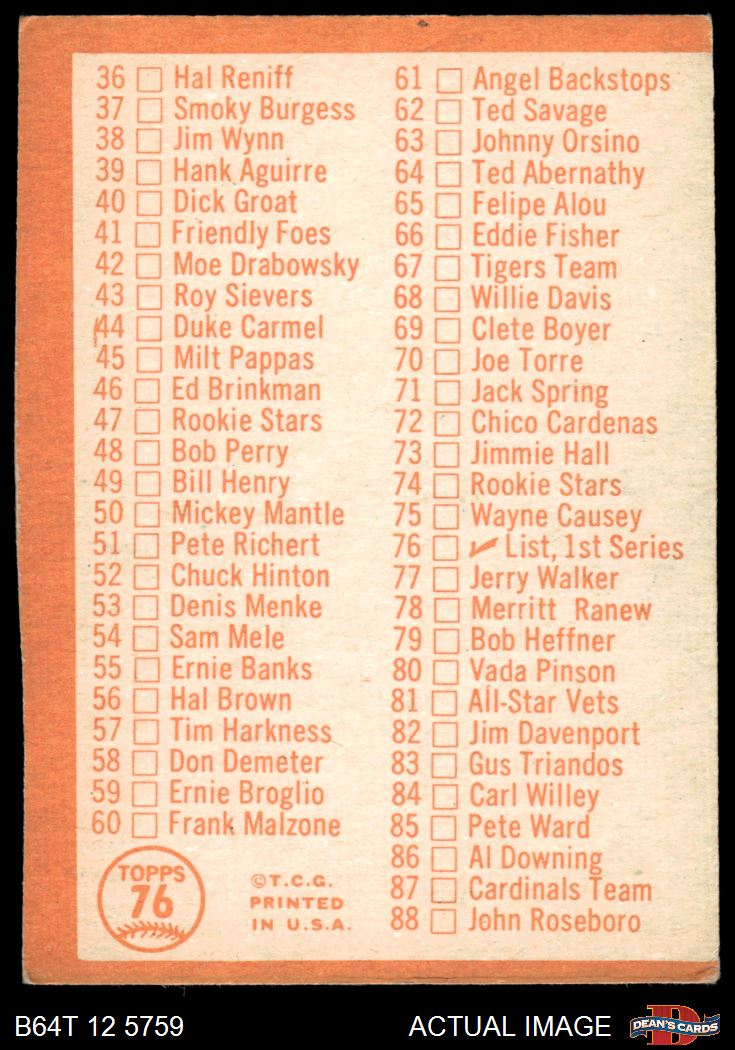 36 Hal Reniff
37 Smoky Burgess
38 Jim Wynn
39 Hank Aguirre
40 Dick Groat
41 Friendly Foes
42 Moe Drabowsky
43 Roy Sievers
44 Duke Carmel
45 Milt Pappas
46 Ed Brinkman
47 Rookie Stars
48 Bob Perry
49 Bill Henry
50 Mickey Mantle
51 Pete Richert
52 Chuck Hinton
53 Denis Menke
54 Sam Mele
55 Ernie Banks
56 Hal Brown
57 Tim Harkness
58 Don Demeter
59 Ernie Broglio
60 Frank Malzone
TOPPS
76
©T.C.G.
PRINTED
IN U.S.A.
61 Angel Backstops
62 Ted Savage
63 Johnny Orsino
64 Ted Abernathy
65 Felipe Alou
66 Eddie Fisher
67 Tigers Team
68 Willie Davis
69 Clete Boyer
70 Joe Torre
71 Jack Spring
72 Chico Cardenas
73 Jimmie Hall
74 Rookie Stars
75 Wayne Causey
76 ✓ List, 1st Series
77 Jerry Walker
78 Merritt Ranew
79 Bob Heffner
80 Vada Pinson
81 All-Star Vets
82 Jim Davenport
83 Gus Triandos
84 Carl Willey
85 Pete Ward
86 Al Downing
87 Cardinals Team
88 John Roseboro
B64T 12 5759
ACTUAL IMAGE
D
DEAN'S CARDS